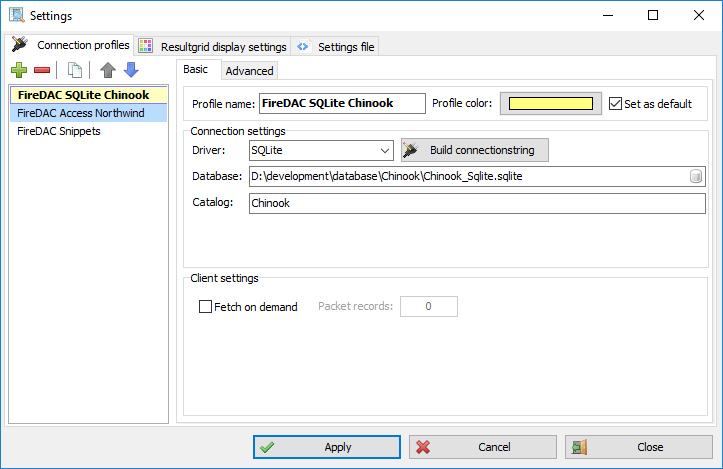 Settings
Connection profiles
Resultgrid display settings
Settings file
FireDAC SQLite Chinook
FireDAC Access Northwind
FireDAC Snippets
Basic
Advanced
Profile name: FireDAC SQLite Chinook Profile color: Set as default
Connection settings
Driver: SQLite Build connectionstring
Database: D:\development\database\Chinook\Chinook_Sqlite.sqlite
Catalog: Chinook
Client settings
Fetch on demand Packet records: 0
Apply
Cancel
Close